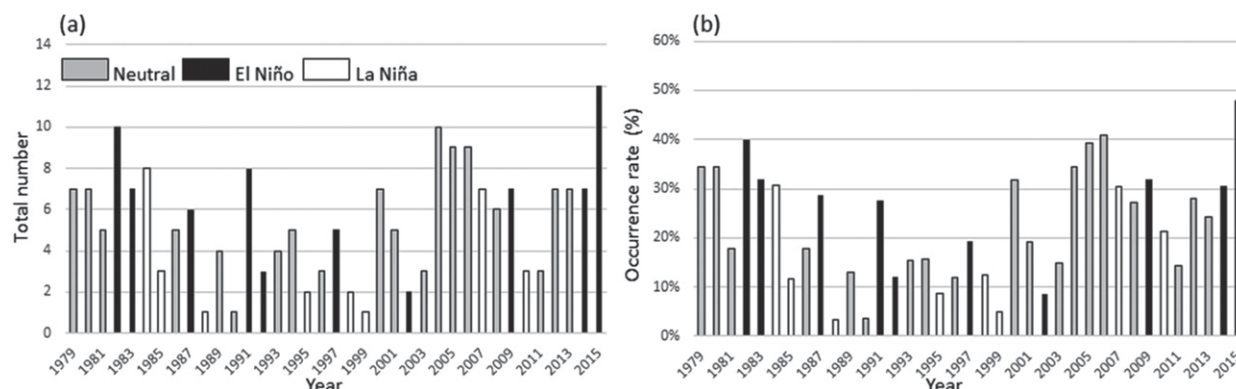 (a)
14
12
10
8
6
4
2
0
Total number
Neutral El Niño La Niña
1979 1981 1983 1985 1987 1989 1991 1993 1995 1997 1999 2001 2003 2005 2007 2009 2011 2013 2015
Year
(b)
60%
50%
40%
30%
20%
10%
0%
Occurrence rate (%)
1979 1981 1983 1985 1987 1989 1991 1993 1995 1997 1999 2001 2003 2005 2007 2009 2011 2013 2015
Year